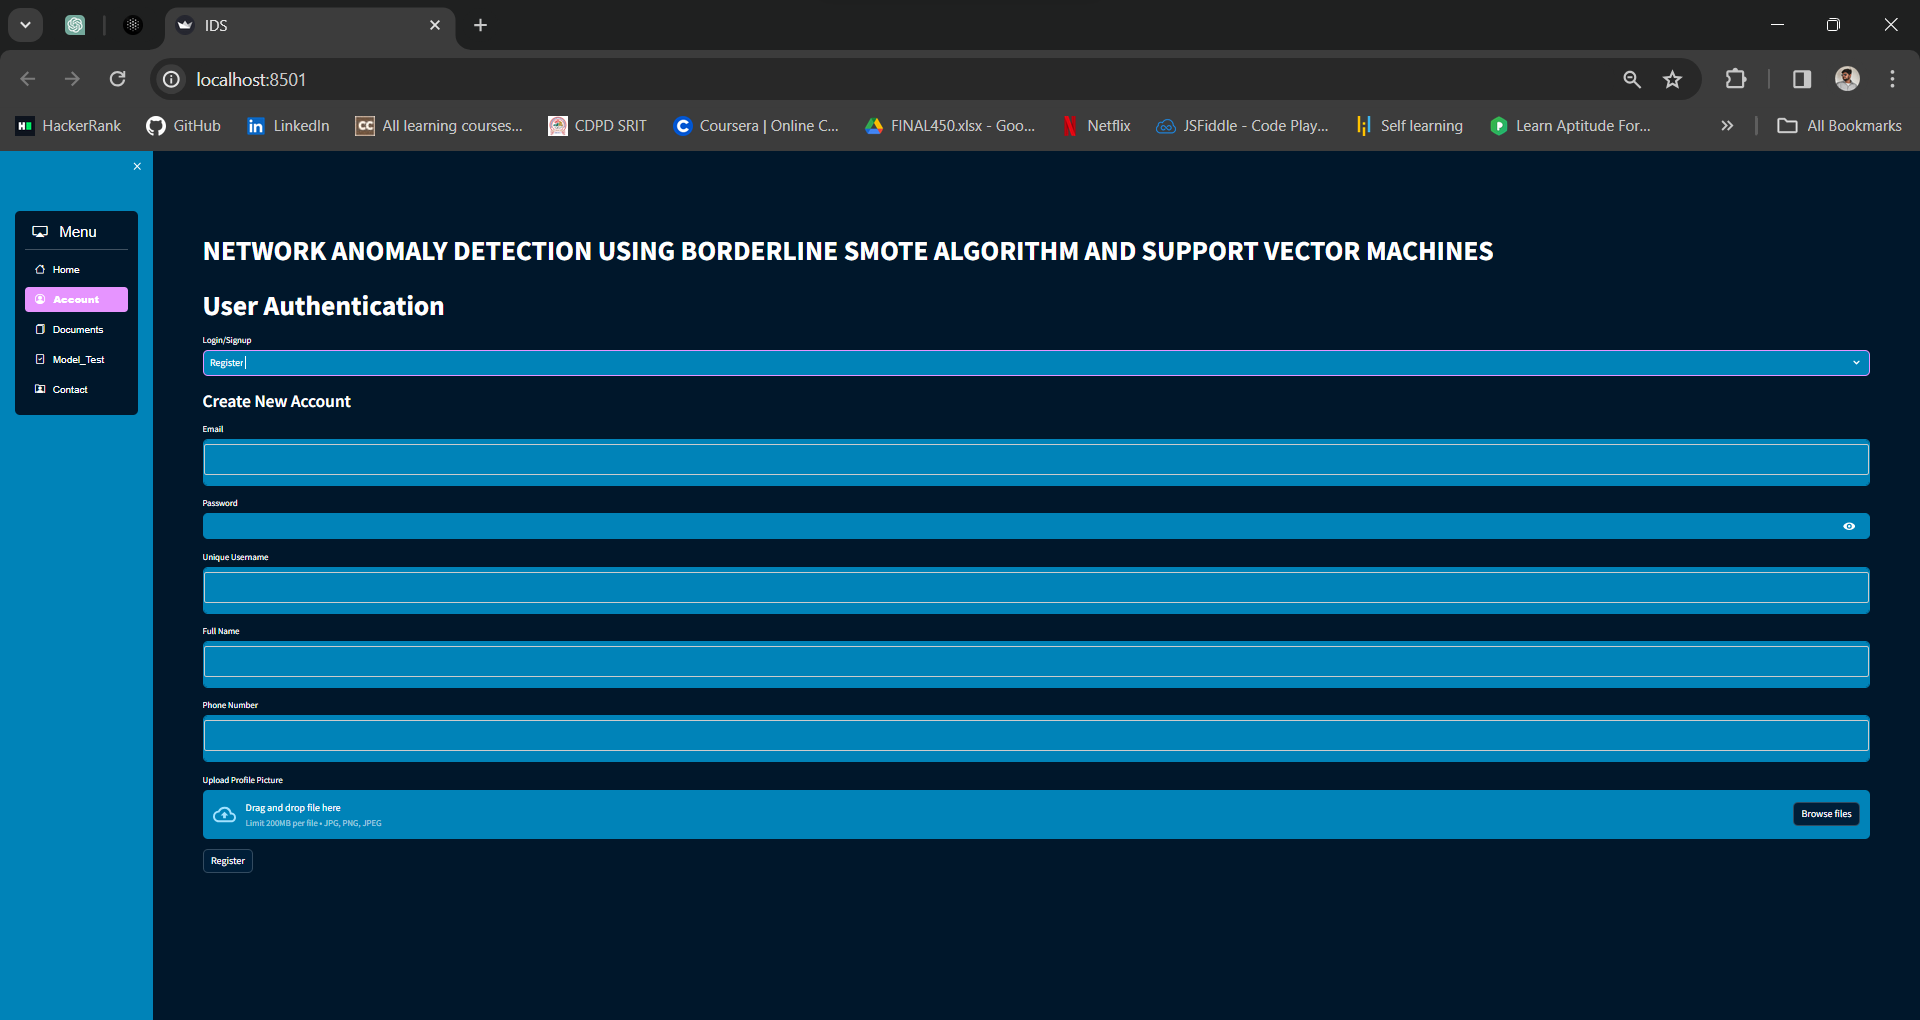 IDS
localhost:8501
HackerRank
GitHub
LinkedIn
All learning courses...
CDPD SRIT
Coursera | Online C...
FINAL450.xlsx - Goo...
Netflix
JSFiddle - Code Play...
Self learning
Learn Aptitude For...
All Bookmarks
Menu
Home
Account
Documents
Model_Test
Contact
NETWORK ANOMALY DETECTION USING BORDERLINE SMOTE ALGORITHM AND SUPPORT VECTOR MACHINES
User Authentication
Login/Signup
Register
Create New Account
Email
Password
Unique Username
Full Name
Phone Number
Upload Profile Picture
Drag and drop file here
Limit 200MB per file • JPG, PNG, JPEG
Browse files
Register